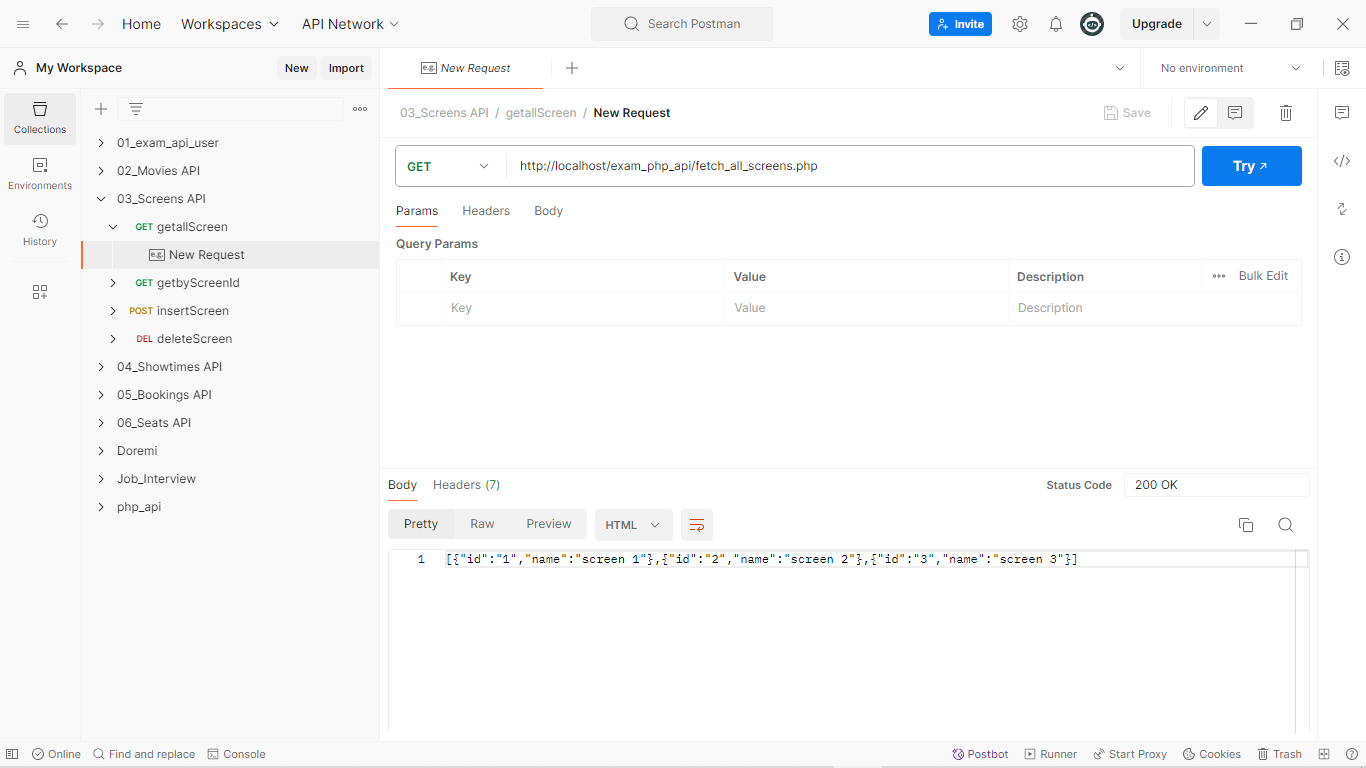 Home Workspaces API Network Search Postman Invite Upgrade
My Workspace New Import e.g. New Request No environment
Collections
Environments
History
01_exam_api_user
02_Movies API
03_Screens API
GET getallScreen
e.g. New Request
GET getbyScreenId
POST insertScreen
DEL deleteScreen
04_Showtimes API
05_Bookings API
06_Seats API
Doremi
Job_Interview
php_api
03_Screens API / getallScreen / New Request Save
GET http://localhost/exam_php_api/fetch_all_screens.php Try
Params Headers Body
Query Params
Key Value Description Bulk Edit
Key Value Description
Body Headers (7) Status Code 200 OK
Pretty Raw Preview HTML
1 [{"id":"1","name":"screen 1"},{"id":"2","name":"screen 2"},{"id":"3","name":"screen 3"}]
Online Find and replace Console Postbot Runner Start Proxy Cookies Trash